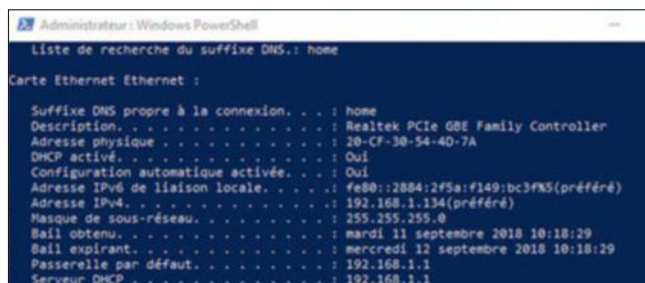 Administrateur : Windows PowerShell
Liste de recherche du suffixe DNS.: home
Carte Ethernet Ethernet :
Suffixe DNS propre à la connexion. . . : home
Description. . . . . . . . . . . . . . : Realtek PCIe GBE Family Controller
Adresse physique . . . . . . . . . . . : 20-CF-30-54-4D-7A
DHCP activé. . . . . . . . . . . . . . : Oui
Configuration automatique activée. . . : Oui
Adresse IPv6 de liaison locale. . . . .: fe80::2884:2f5a:f149:bc3f%5(préféré)
Adresse IPv4. . . . . . . . . . . . . .: 192.168.1.134(préféré)
Masque de sous-réseau. . . . . . . . . : 255.255.255.0
Bail obtenu. . . . . . . . . . . . . . : mardi 11 septembre 2018 10:18:29
Bail expirant. . . . . . . . . . . . . : mercredi 12 septembre 2018 10:18:29
Passerelle par défaut. . . . . . . . . : 192.168.1.1
Serveur DHCP . . . . . . . . . . . . . : 192.168.1.1